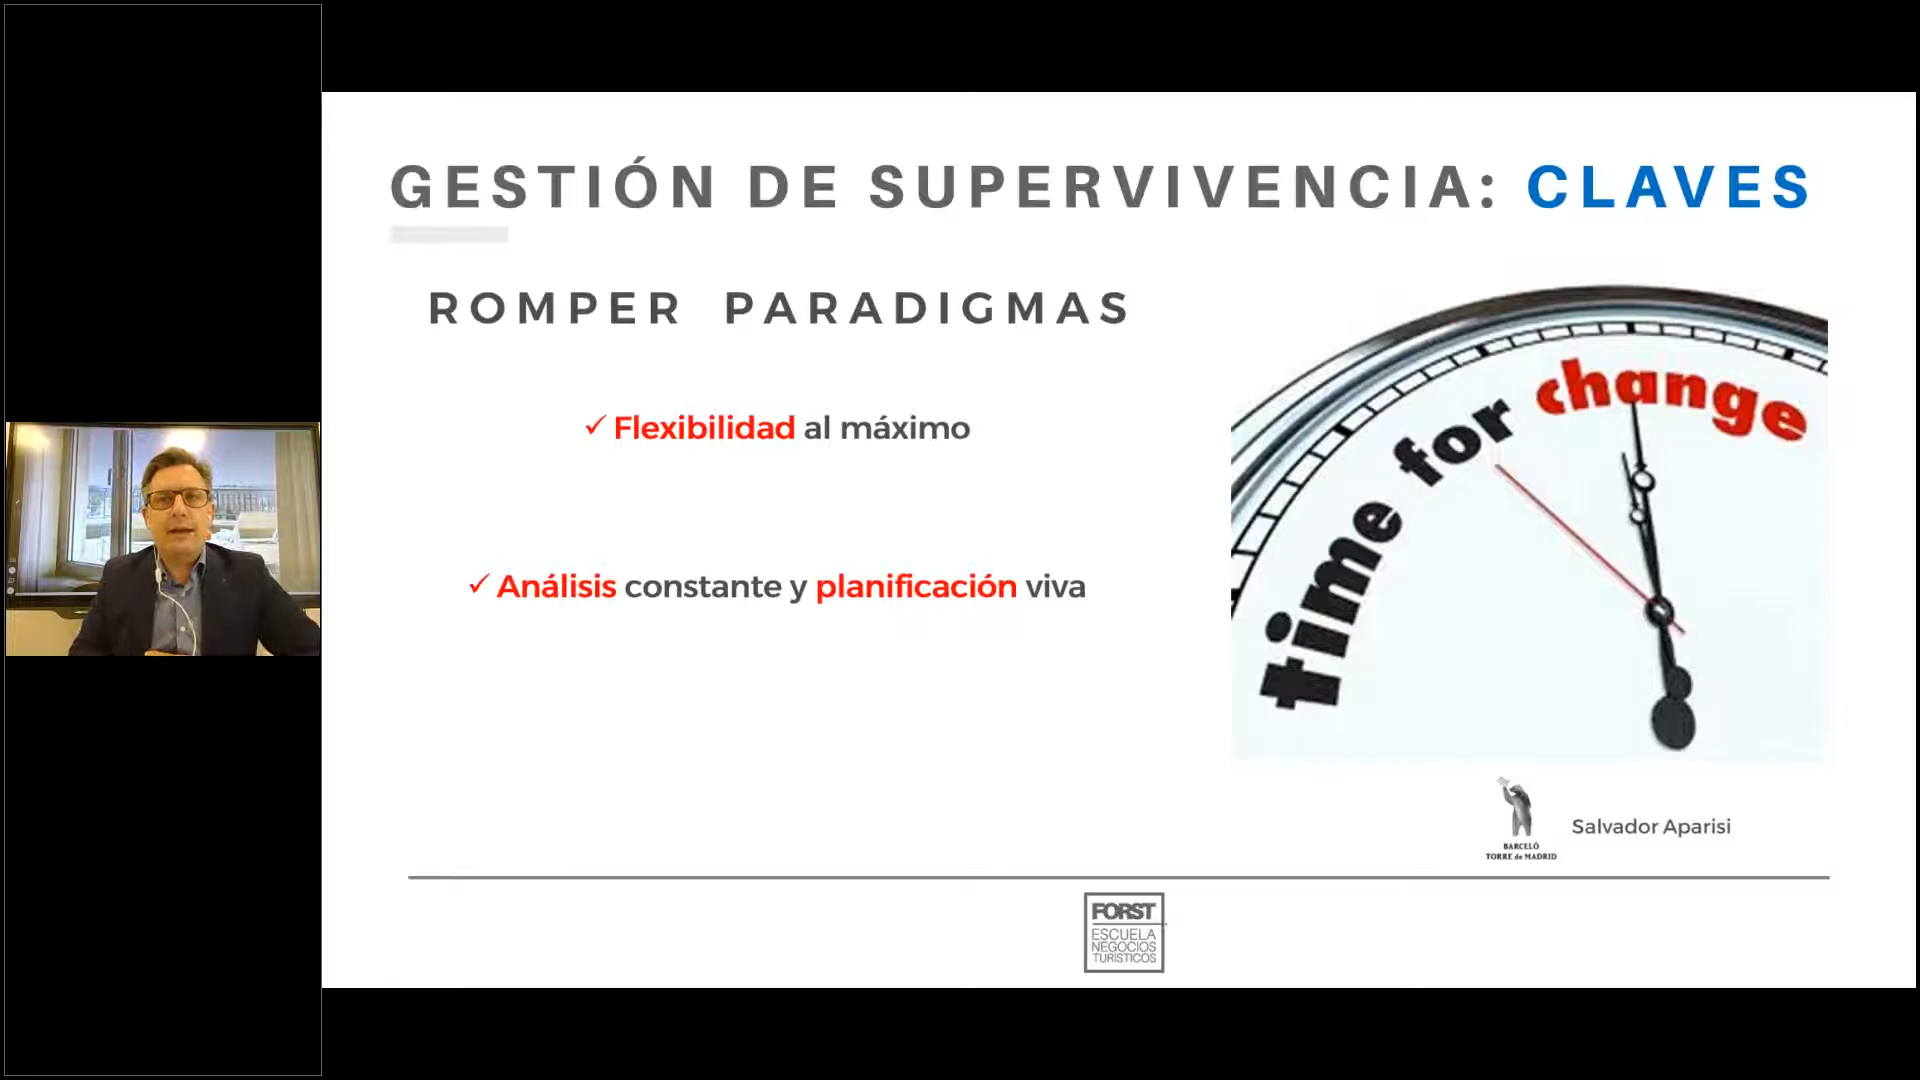 GESTIÓN DE SUPERVIVENCIA: CLAVES
ROMPER PARADIGMAS
✓ Flexibilidad al máximo
✓ Análisis constante y planificación viva
time for change
BARCELÓ
TORRE de MADRID
Salvador Aparisi
FORST
ESCUELA
NEGOCIOS
TURÍSTICOS